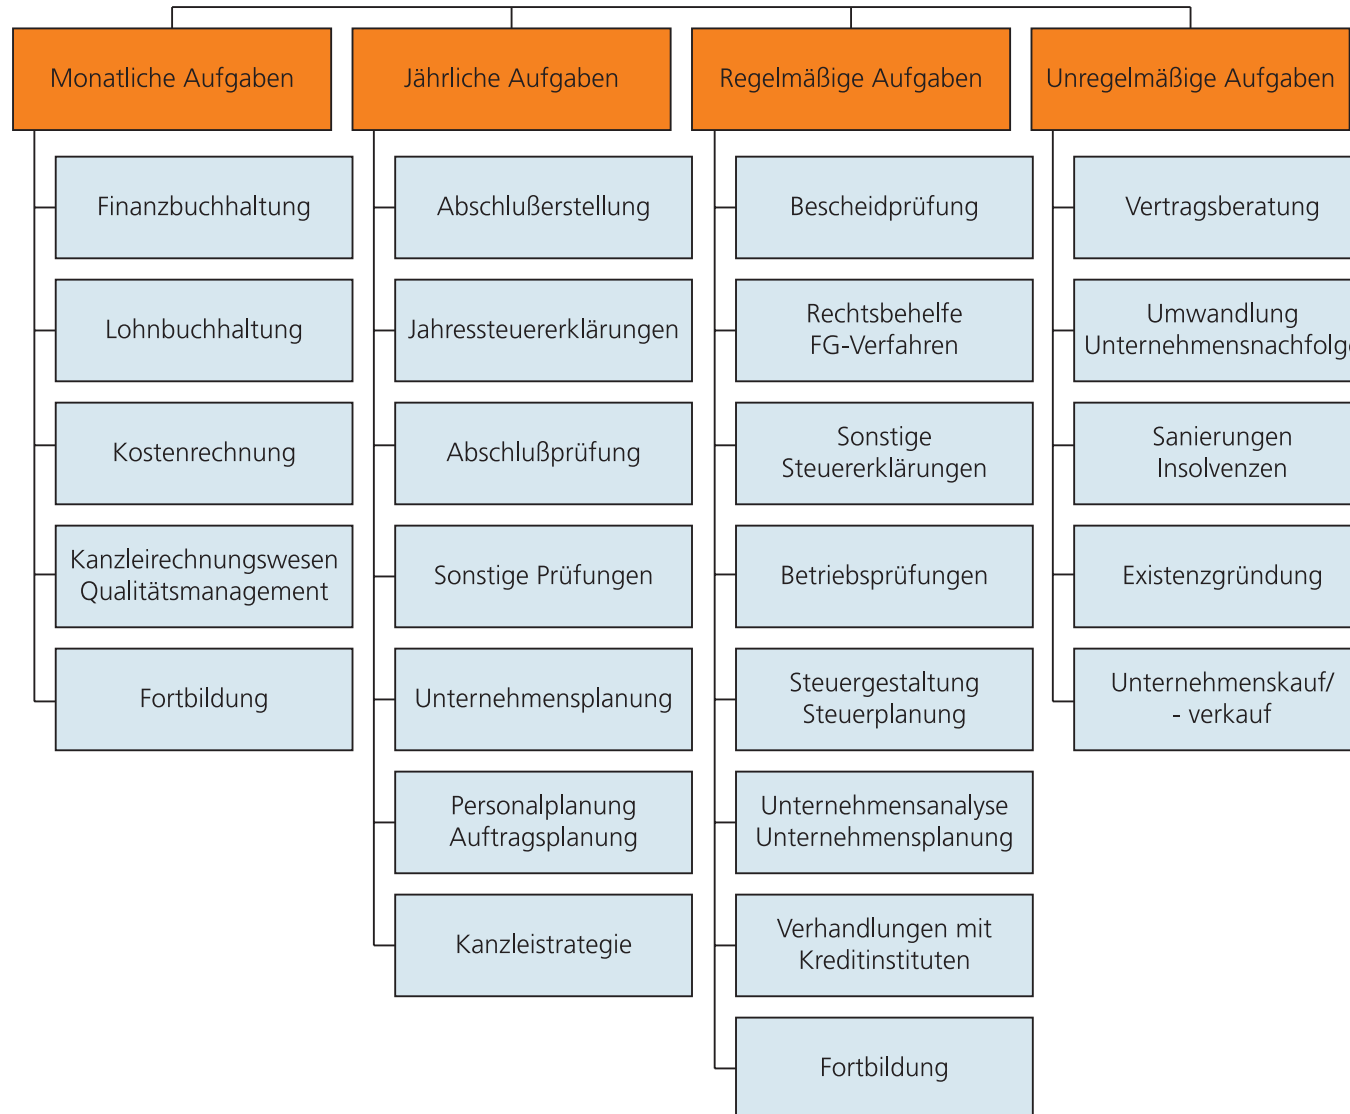 Monatliche Aufgaben
Finanzbuchhaltung
Lohnbuchhaltung
Kostenrechnung
Kanzleirechnungswesen
Qualitätsmanagement
Fortbildung
Jährliche Aufgaben
Abschlußerstellung
Jahressteuererklärungen
Abschlußprüfung
Sonstige Prüfungen
Unternehmensplanung
Personalplanung
Auftragsplanung
Kanzleistrategie
Regelmäßige Aufgaben
Bescheidprüfung
Rechtsbehelfe
FG-Verfahren
Sonstige
Steuererklärungen
Betriebsprüfungen
Steuergestaltung
Steuerplanung
Unternehmensanalyse
Unternehmensplanung
Verhandlungen mit
Kreditinstituten
Fortbildung
Unregelmäßige Aufgaben
Vertragsberatung
Umwandlung
Unternehmensnachfolge
Sanierungen
Insolvenzen
Existenzgründung
Unternehmenskauf/
- verkauf